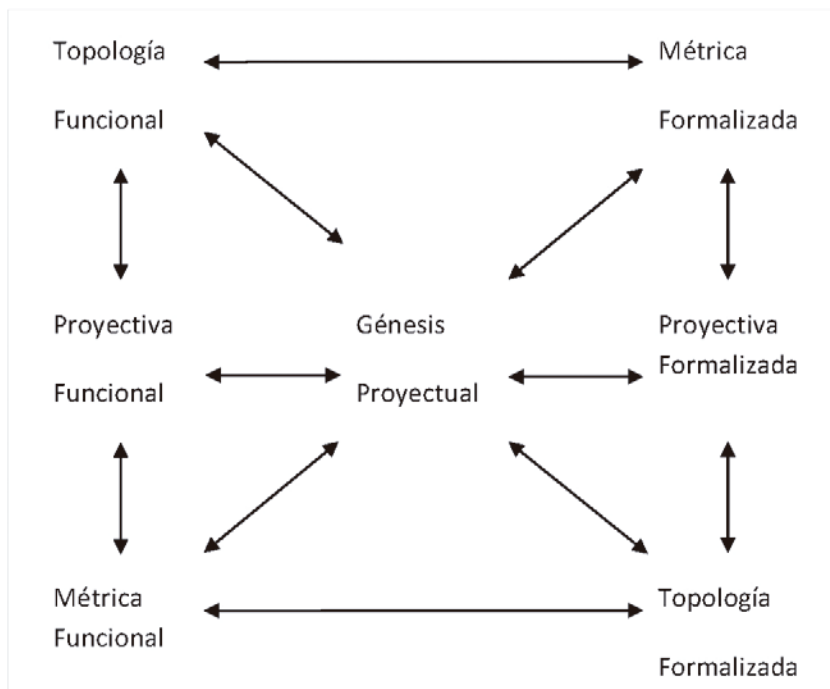 Topología
Métrica
Funcional
Formalizada
Proyectiva
Génesis
Proyectiva
Formalizada
Funcional
Proyectual
Métrica
Topología
Funcional
Formalizada